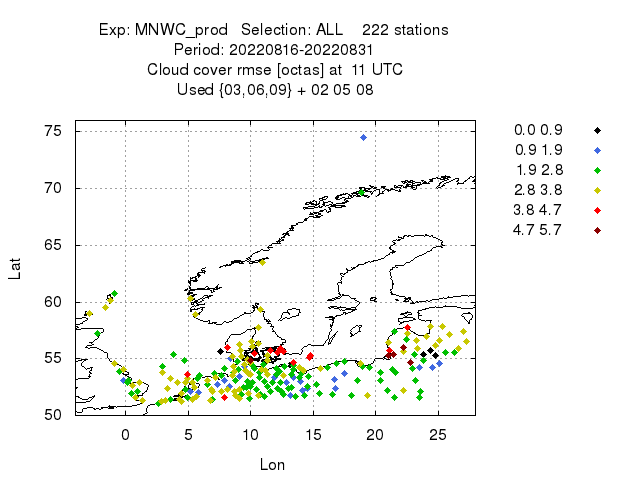 Exp: MNWC_prod   Selection: ALL    222 stations
Period: 20220816-20220831
Cloud cover rmse [octas] at  11 UTC
Used {03,06,09} + 02 05 08
75
70
65
60
55
50
0 5 10 15 20 25
Lat
Lon
0.0 0.9
0.9 1.9
1.9 2.8
2.8 3.8
3.8 4.7
4.7 5.7